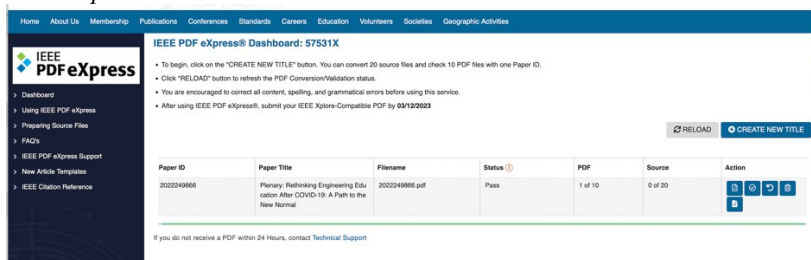 Home About Us Membership Publications Conferences Standards Careers Education Volunteers Societies Geographic Activities
IEEE
PDF eXpress
> Dashboard
> Using IEEE PDF eXpress
> Preparing Source Files
> FAQ's
> IEEE PDF eXpress Support
> New Article Templates
> IEEE Citation Reference
IEEE PDF eXpress® Dashboard: 57531X
• To begin, click on the "CREATE NEW TITLE" button. You can convert 20 source files and check 10 PDF files with one Paper ID.
• Click "RELOAD" button to refresh the PDF Conversion/Validation status.
• You are encouraged to correct all content, spelling, and grammatical errors before using this service.
• After using IEEE PDF eXpress®, submit your IEEE Xplore-Compatible PDF by 03/12/2023
RELOAD CREATE NEW TITLE
Paper ID Paper Title Filename Status PDF Source Action
2022249866 Plenary: Rethinking Engineering Edu 2022249866.pdf Pass 1 of 10 0 of 20
cation After COVID-19: A Path to the
New Normal
If you do not receive a PDF within 24 Hours, contact Technical Support